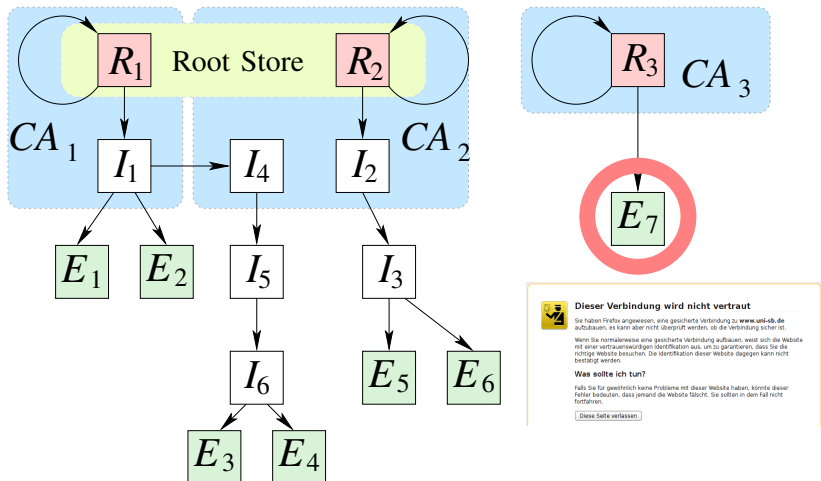 R1 Root Store R2 R3
CA 3
CA 1 CA 2
I1 I4 I2
E7
E1 E2 I5 I3
I6 E5 E6
E3 E4
Dieser Verbindung wird nicht vertraut
Sie haben Firefox angewiesen, eine gesicherte Verbindung zu www.uni-sb.de
aufzubauen, es kann aber nicht überprüft werden, ob die Verbindung sicher ist.
Wenn Sie normalerweise eine gesicherte Verbindung aufbauen, weist sich die Website
mit einer vertrauenswürdigen Identifikation aus, um zu garantieren, dass Sie die
richtige Website besuchen. Die Identifikation dieser Website dagegen kann nicht
bestätigt werden.
Was sollte ich tun?
Falls Sie für gewöhnlich keine Probleme mit dieser Website haben, könnte dieser
Fehler bedeuten, dass jemand die Website fälscht. Sie sollten in dem Fall nicht
fortfahren.
Diese Seite verlassen